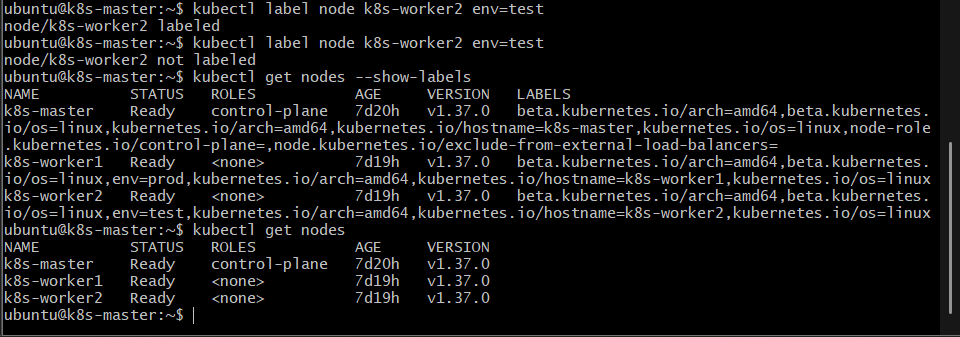 ubuntu@k8s-master:~$ kubectl label node k8s-worker2 env=test
node/k8s-worker2 labeled
ubuntu@k8s-master:~$ kubectl label node k8s-worker2 env=test
node/k8s-worker2 not labeled
ubuntu@k8s-master:~$ kubectl get nodes --show-labels
NAME          STATUS   ROLES           AGE     VERSION   LABELS
k8s-master    Ready    control-plane   7d20h   v1.37.0   beta.kubernetes.io/arch=amd64,beta.kubernetes.
io/os=linux,kubernetes.io/arch=amd64,kubernetes.io/hostname=k8s-master,kubernetes.io/os=linux,node-role
.kubernetes.io/control-plane=,node.kubernetes.io/exclude-from-external-load-balancers=
k8s-worker1   Ready    <none>          7d19h   v1.37.0   beta.kubernetes.io/arch=amd64,beta.kubernetes.
io/os=linux,env=prod,kubernetes.io/arch=amd64,kubernetes.io/hostname=k8s-worker1,kubernetes.io/os=linux
k8s-worker2   Ready    <none>          7d19h   v1.37.0   beta.kubernetes.io/arch=amd64,beta.kubernetes.
io/os=linux,env=test,kubernetes.io/arch=amd64,kubernetes.io/hostname=k8s-worker2,kubernetes.io/os=linux
ubuntu@k8s-master:~$ kubectl get nodes
NAME          STATUS   ROLES           AGE     VERSION
k8s-master    Ready    control-plane   7d20h   v1.37.0
k8s-worker1   Ready    <none>          7d19h   v1.37.0
k8s-worker2   Ready    <none>          7d19h   v1.37.0
ubuntu@k8s-master:~$